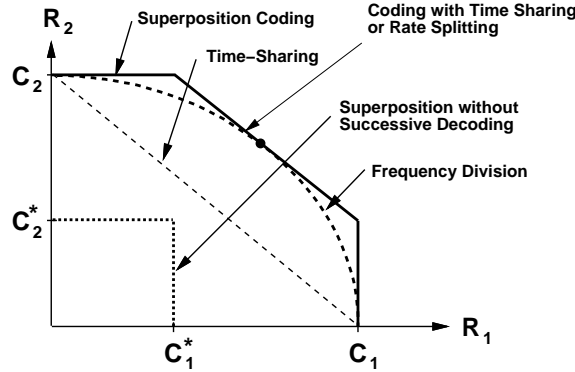 R2
Superposition Coding
Coding with Time Sharing
or Rate Splitting
C2
Time−Sharing
Superposition without
Successive Decoding
Frequency Division
C2*
R1
C1*
C1